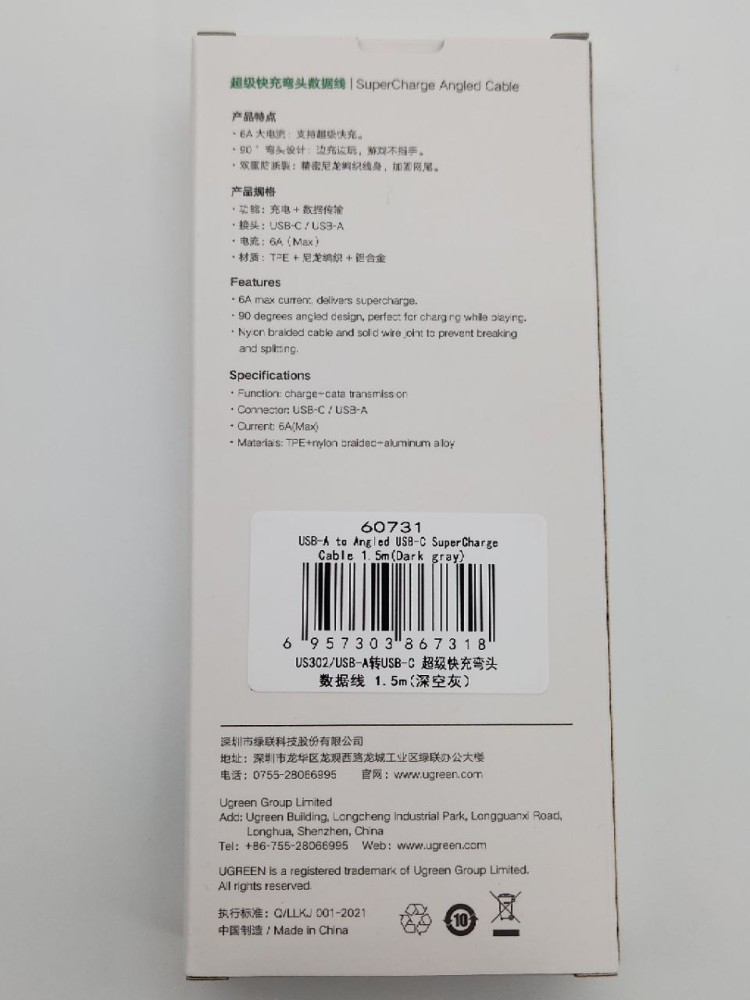 超级快充弯头数据线 | SuperCharge Angled Cable
产品特点
· 6A 大电流：支持超级快充。
· 90° 弯头设计：边充边玩，游戏不挡手。
· 双重防断裂：精密尼龙编织线身，加固网尾。
产品规格
· 功能：充电 + 数据传输
· 接头：USB-C / USB-A
· 电流：6A（Max）
· 材质：TPE + 尼龙编织 + 铝合金
Features
· 6A max current, delivers supercharge.
· 90 degrees angled design, perfect for charging while playing.
· Nylon braided cable and solid wire joint to prevent breaking
and splitting.
Specifications
· Function: charge+data transmission
· Connector: USB-C / USB-A
· Current: 6A(Max)
· Materials: TPE+nylon braided+aluminum alloy
60731
USB-A to Angled USB-C SuperCharge
Cable 1.5m(Dark gray)
6 957303 867318
US302/USB-A转USB-C 超级快充弯头
数据线 1.5m(深空灰)
深圳市绿联科技股份有限公司
地址：深圳市龙华区龙观西路龙城工业区绿联办公大楼
电话：0755-28066995 官网：www.ugreen.com
Ugreen Group Limited
Add: Ugreen Building, Longcheng Industrial Park, Longguanxi Road,
Longhua, Shenzhen, China
Tel: +86-755-28066995 Web: www.ugreen.com
UGREEN is a registered trademark of Ugreen Group Limited.
All rights reserved.
执行标准：Q/LLKJ 001-2021
中国制造 / Made in China
10